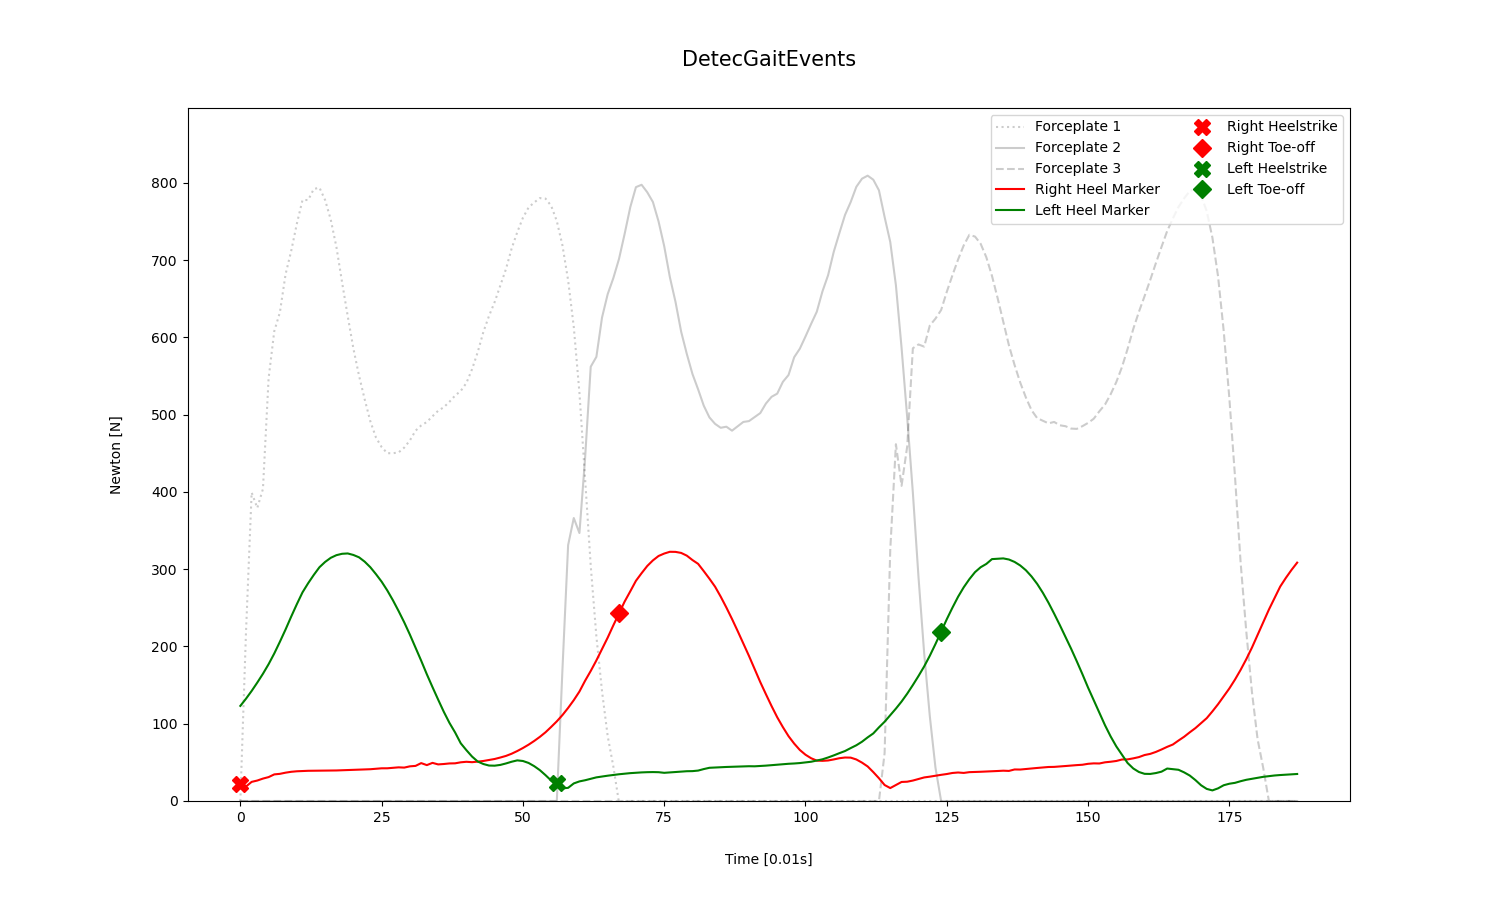 DetecGaitEvents
Forceplate 1
Forceplate 2
Forceplate 3
Right Heel Marker
Left Heel Marker
Right Heelstrike
Right Toe-off
Left Heelstrike
Left Toe-off
Newton [N]
800
700
600
500
400
300
200
100
0
0 25 50 75 100 125 150 175
Time [0.01s]